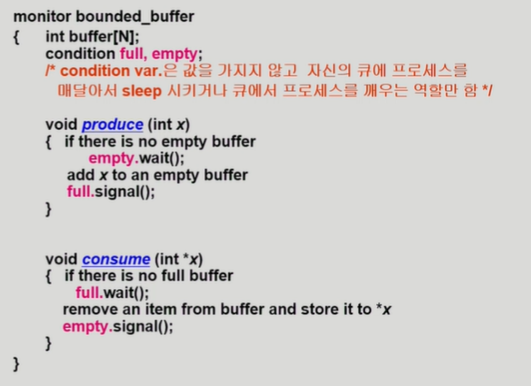 monitor bounded_buffer
{ int buffer[N];
condition full, empty;
/* condition var.은 값을 가지지 않고 자신의 큐에 프로세스를
매달아서 sleep 시키거나 큐에서 프로세스를 깨우는 역할만 함 */
void produce (int x)
{ if there is no empty buffer
empty.wait();
add x to an empty buffer
full.signal();
}
void consume (int *x)
{ if there is no full buffer
full.wait();
remove an item from buffer and store it to *x
empty.signal();
}
}